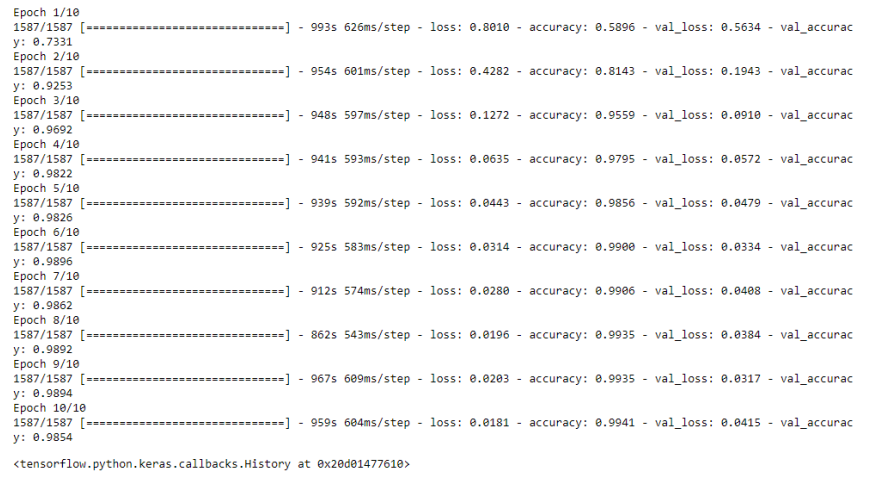 Epoch 1/10
1587/1587 [==============================] - 993s 626ms/step - loss: 0.8010 - accuracy: 0.5896 - val_loss: 0.5634 - val_accurac
y: 0.7331
Epoch 2/10
1587/1587 [==============================] - 954s 601ms/step - loss: 0.4282 - accuracy: 0.8143 - val_loss: 0.1943 - val_accurac
y: 0.9253
Epoch 3/10
1587/1587 [==============================] - 948s 597ms/step - loss: 0.1272 - accuracy: 0.9559 - val_loss: 0.0910 - val_accurac
y: 0.9692
Epoch 4/10
1587/1587 [==============================] - 941s 593ms/step - loss: 0.0635 - accuracy: 0.9795 - val_loss: 0.0572 - val_accurac
y: 0.9822
Epoch 5/10
1587/1587 [==============================] - 939s 592ms/step - loss: 0.0443 - accuracy: 0.9856 - val_loss: 0.0479 - val_accurac
y: 0.9826
Epoch 6/10
1587/1587 [==============================] - 925s 583ms/step - loss: 0.0314 - accuracy: 0.9900 - val_loss: 0.0334 - val_accurac
y: 0.9896
Epoch 7/10
1587/1587 [==============================] - 912s 574ms/step - loss: 0.0280 - accuracy: 0.9906 - val_loss: 0.0408 - val_accurac
y: 0.9862
Epoch 8/10
1587/1587 [==============================] - 862s 543ms/step - loss: 0.0196 - accuracy: 0.9935 - val_loss: 0.0384 - val_accurac
y: 0.9892
Epoch 9/10
1587/1587 [==============================] - 967s 609ms/step - loss: 0.0203 - accuracy: 0.9935 - val_loss: 0.0317 - val_accurac
y: 0.9894
Epoch 10/10
1587/1587 [==============================] - 959s 604ms/step - loss: 0.0181 - accuracy: 0.9941 - val_loss: 0.0415 - val_accurac
y: 0.9854
<tensorflow.python.keras.callbacks.History at 0x20d01477610>